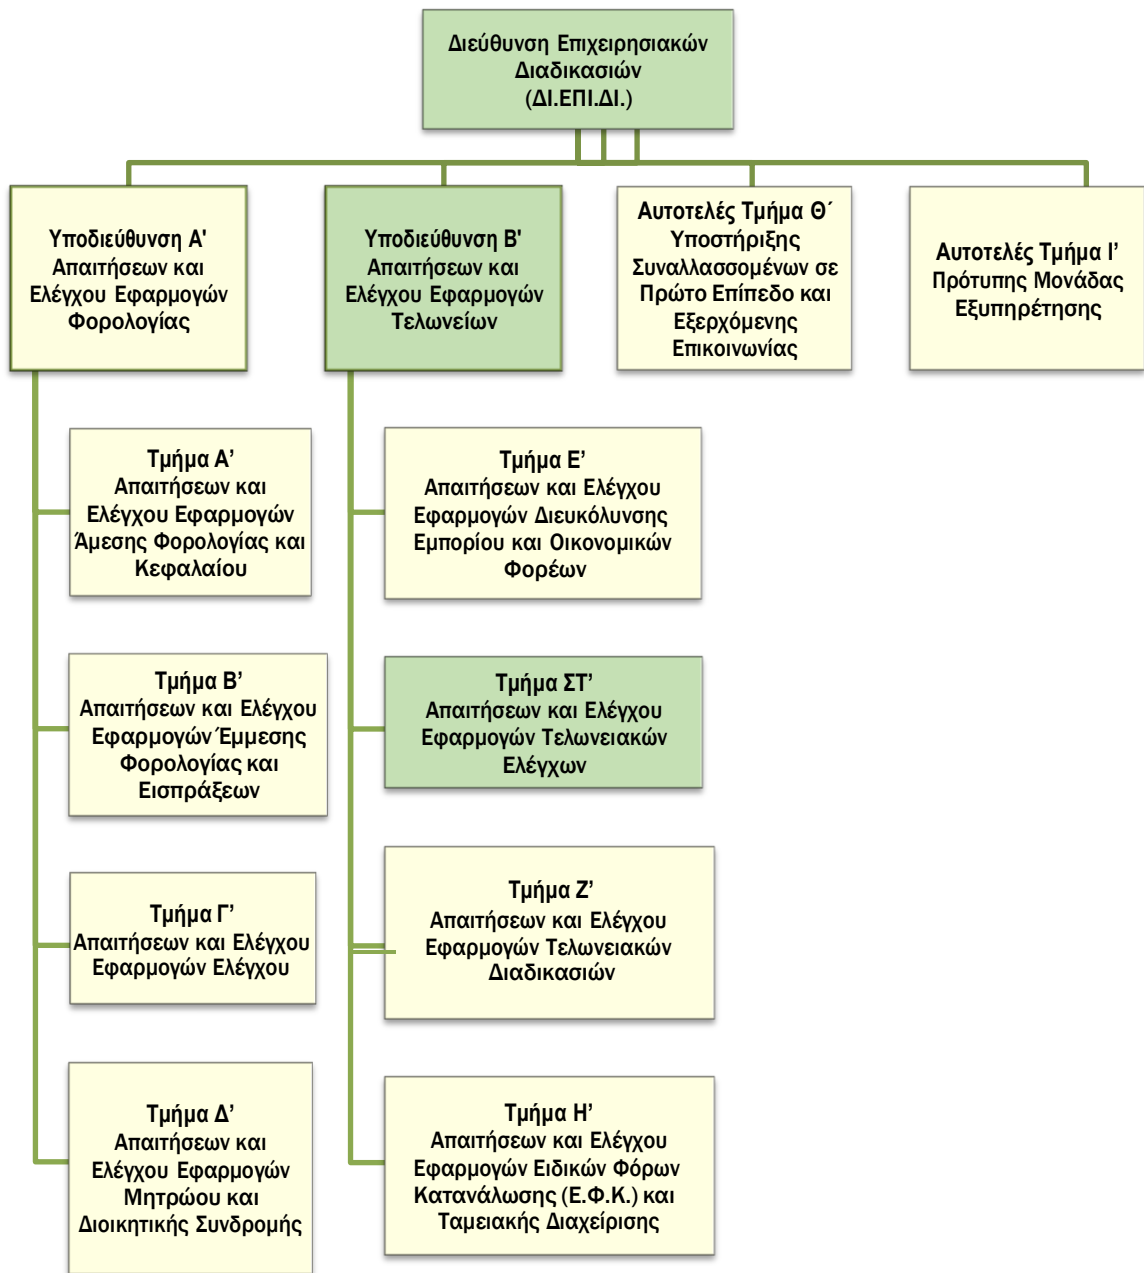 Διεύθυνση Επιχειρησιακών
Διαδικασιών
(ΔΙ.ΕΠΙ.ΔΙ.)
Υποδιεύθυνση Α'
Απαιτήσεων και
Ελέγχου Εφαρμογών
Φορολογίας
Υποδιεύθυνση Β'
Απαιτήσεων και
Ελέγχου Εφαρμογών
Τελωνείων
Αυτοτελές Τμήμα Θ΄
Υποστήριξης
Συναλλασσομένων σε
Πρώτο Επίπεδο και
Εξερχόμενης
Επικοινωνίας
Αυτοτελές Τμήμα Ι’
Πρότυπης Μονάδας
Εξυπηρέτησης
Τμήμα Α’
Απαιτήσεων και
Ελέγχου Εφαρμογών
Άμεσης Φορολογίας και
Κεφαλαίου
Τμήμα Β’
Απαιτήσεων και Ελέγχου
Εφαρμογών Έμμεσης
Φορολογίας και
Εισπράξεων
Τμήμα Γ’
Απαιτήσεων και Ελέγχου
Εφαρμογών Ελέγχου
Τμήμα Δ’
Απαιτήσεων και
Ελέγχου Εφαρμογών
Μητρώου και
Διοικητικής Συνδρομής
Τμήμα Ε’
Απαιτήσεων και Ελέγχου
Εφαρμογών Διευκόλυνσης
Εμπορίου και Οικονομικών
Φορέων
Τμήμα ΣΤ’
Απαιτήσεων και Ελέγχου
Εφαρμογών Τελωνειακών
Ελέγχων
Τμήμα Ζ’
Απαιτήσεων και Ελέγχου
Εφαρμογών Τελωνειακών
Διαδικασιών
Τμήμα Η’
Απαιτήσεων και Ελέγχου
Εφαρμογών Ειδικών Φόρων
Κατανάλωσης (Ε.Φ.Κ.) και
Ταμειακής Διαχείρισης